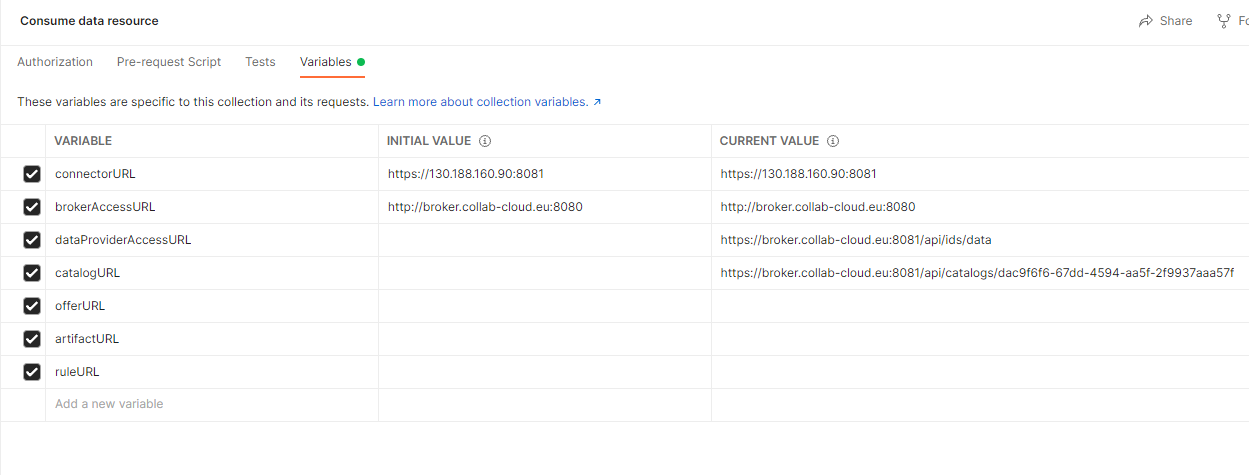 Consume data resource
Share
Fo
Authorization Pre-request Script Tests Variables
These variables are specific to this collection and its requests. Learn more about collection variables. ↗
VARIABLE INITIAL VALUE CURRENT VALUE
connectorURL https://130.188.160.90:8081 https://130.188.160.90:8081
brokerAccessURL http://broker.collab-cloud.eu:8080 http://broker.collab-cloud.eu:8080
dataProviderAccessURL https://broker.collab-cloud.eu:8081/api/ids/data
catalogURL https://broker.collab-cloud.eu:8081/api/catalogs/dac9f6f6-67dd-4594-aa5f-2f9937aaa57f
offerURL
artifactURL
ruleURL
Add a new variable